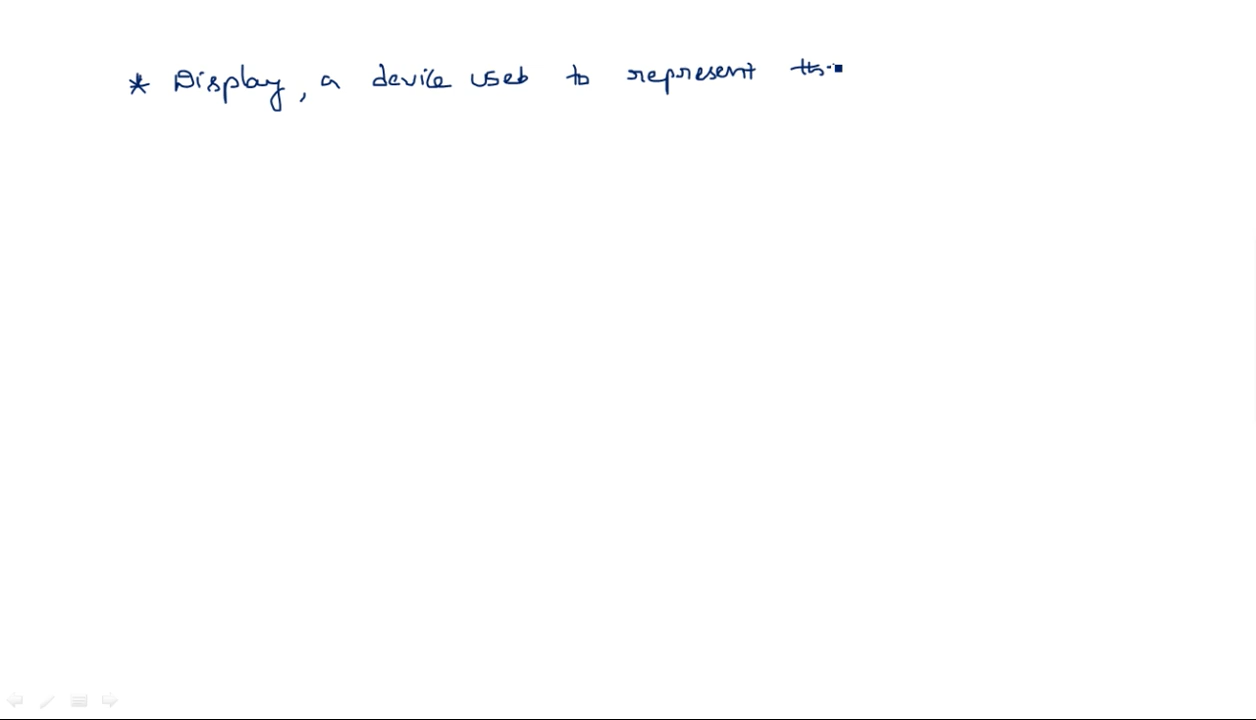 * Display, a device used to represent